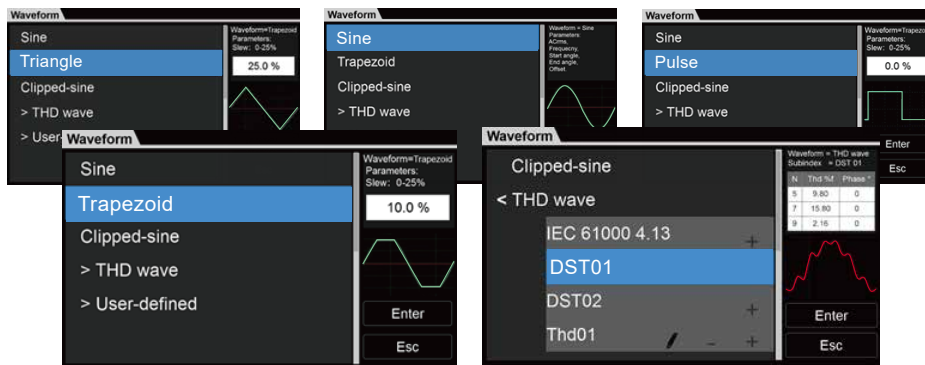 Waveform
Sine
Triangle
Clipped-sine
> THD wave
> User-
Waveform=Trapezoid
Parameters:
Slew: 0-25%
25.0 %
Waveform
Sine
Trapezoid
Clipped-sine
> THD wave
Waveform = Sine
Parameters:
ACrms,
Frequecny,
Start angle,
End angle,
Offset
Waveform
Sine
Pulse
Clipped-sine
> THD wave
Waveform=Trapezo
Parameters:
Slew: 0-25%
0.0 %
Enter
Esc
Waveform
Sine
Trapezoid
Clipped-sine
> THD wave
> User-defined
Waveform=Trapezoid
Parameters:
Slew: 0-25%
10.0 %
Enter
Esc
Waveform
Clipped-sine
< THD wave
IEC 61000 4.13 +
DST01
DST02 +
Thd01 - +
Waveform = THD wave
Subindex = DST 01
N Thd %f Phase °
5 9.80 0
7 15.80 0
9 2.16 0
Enter
Esc